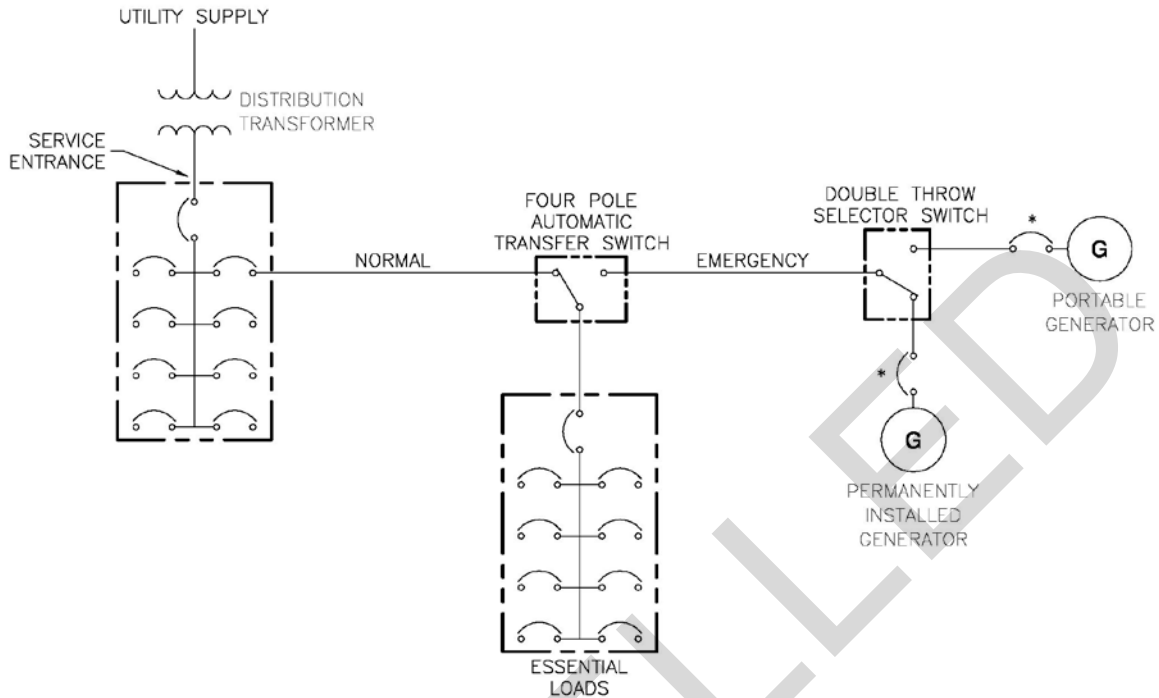 UTILITY SUPPLY
DISTRIBUTION
TRANSFORMER
SERVICE
ENTRANCE
FOUR POLE
AUTOMATIC
TRANSFER SWITCH
DOUBLE THROW
SELECTOR SWITCH
*
G
NORMAL
EMERGENCY
PORTABLE
GENERATOR
*
G
PERMANENTLY
INSTALLED
GENERATOR
ESSENTIAL
LOADS
LLED